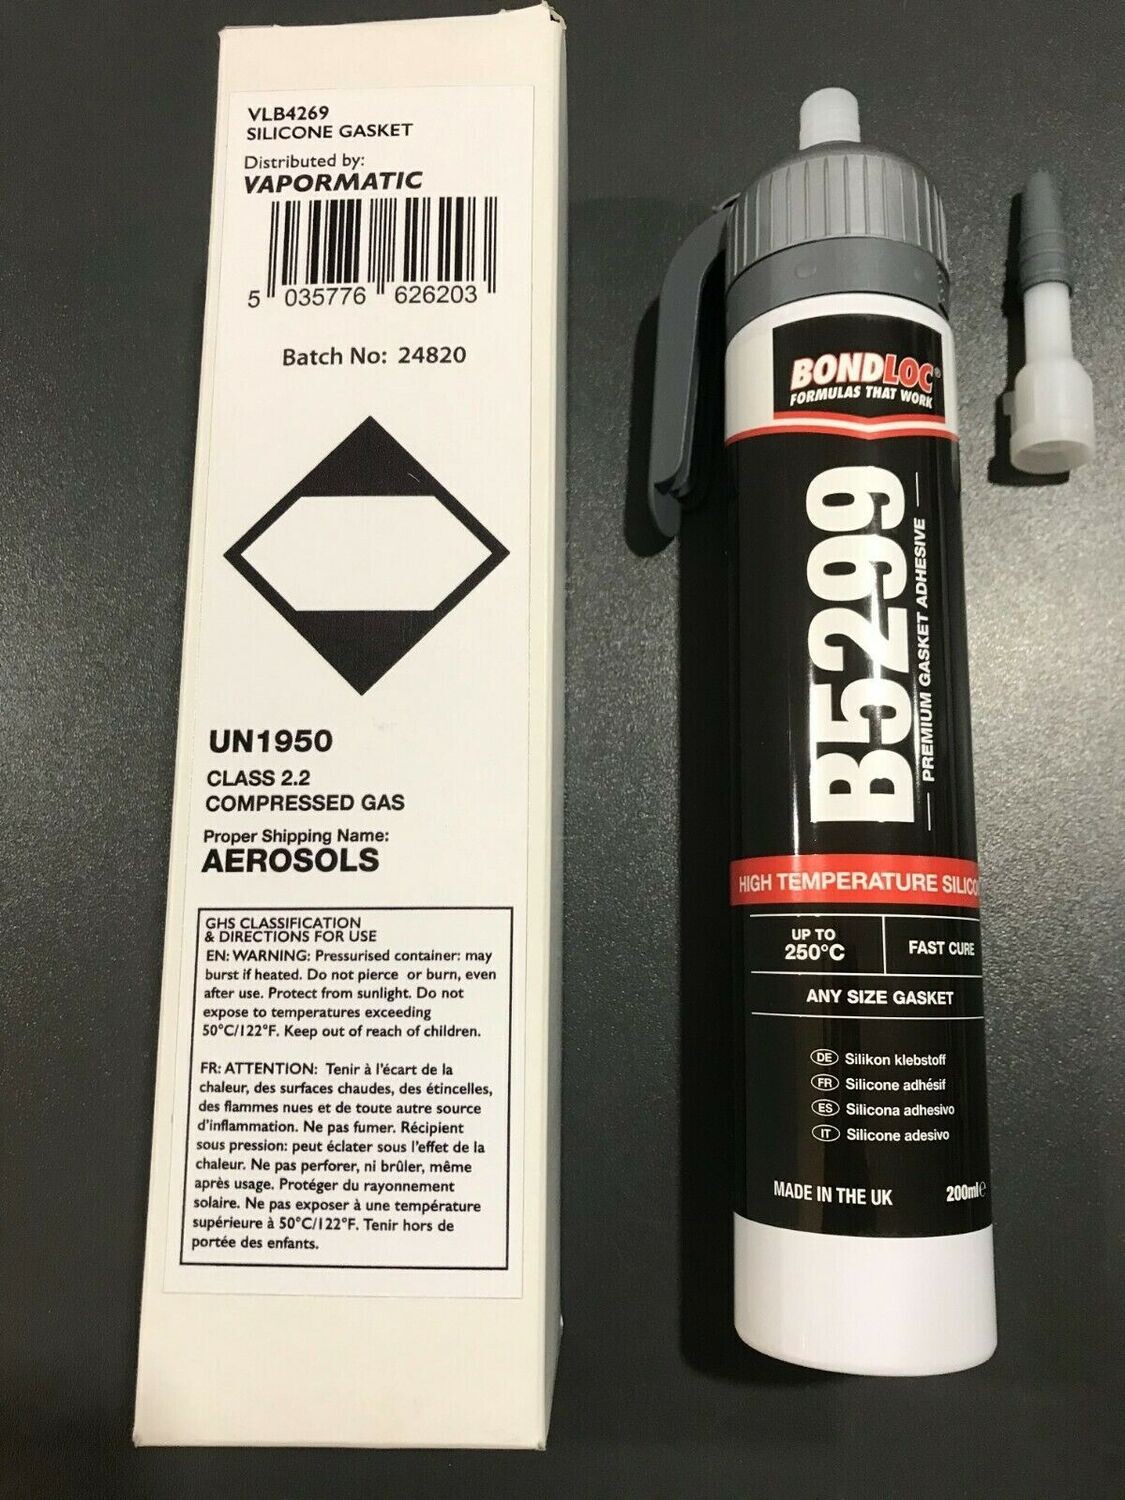 VLB4269
SILICONE GASKET
Distributed by:
VAPORMATIC
5 035776 626203
Batch No: 24820
UN1950
CLASS 2.2
COMPRESSED GAS
Proper Shipping Name:
AEROSOLS
GHS CLASSIFICATION
& DIRECTIONS FOR USE
EN: WARNING: Pressurised container: may
burst if heated. Do not pierce or burn, even
after use. Protect from sunlight. Do not
expose to temperatures exceeding
50°C/122°F. Keep out of reach of children.
FR: ATTENTION: Tenir à l'écart de la
chaleur, des surfaces chaudes, des étincelles,
des flammes nues et de toute autre source
d'inflammation. Ne pas fumer. Récipient
sous pression: peut éclater sous l'effet de la
chaleur. Ne pas perforer, ni brûler, même
après usage. Protéger du rayonnement
solaire. Ne pas exposer à une température
supérieure à 50°C/122°F. Tenir hors de
portée des enfants.
BONDLOC®
FORMULAS THAT WORK
B5299
PREMIUM GASKET ADHESIVE
HIGH TEMPERATURE SILICO
UP TO
250°C
FAST CURE
ANY SIZE GASKET
DE Silikon klebstoff
FR Silicone adhésif
ES Silicona adhesivo
IT Silicone adesivo
MADE IN THE UK
200ml℮